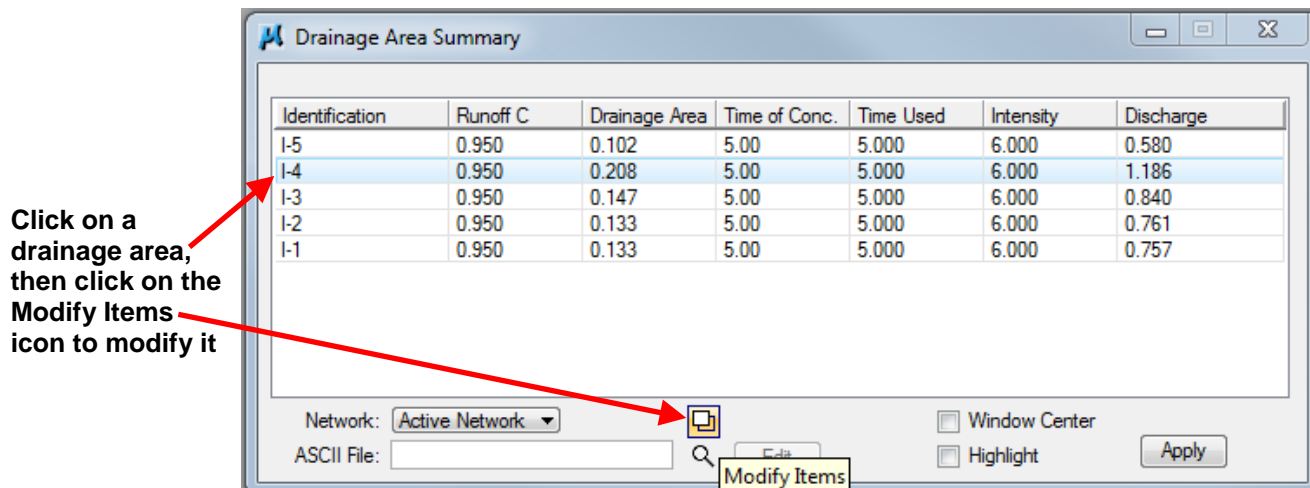 Drainage Area Summary
Identification Runoff C Drainage Area Time of Conc. Time Used Intensity Discharge
I-5 0.950 0.102 5.00 5.000 6.000 0.580
I-4 0.950 0.208 5.00 5.000 6.000 1.186
I-3 0.950 0.147 5.00 5.000 6.000 0.840
I-2 0.950 0.133 5.00 5.000 6.000 0.761
I-1 0.950 0.133 5.00 5.000 6.000 0.757
Click on a
drainage area,
then click on the
Modify Items
icon to modify it
Network: Active Network Window Center
ASCII File: Edit Highlight Apply
Modify Items